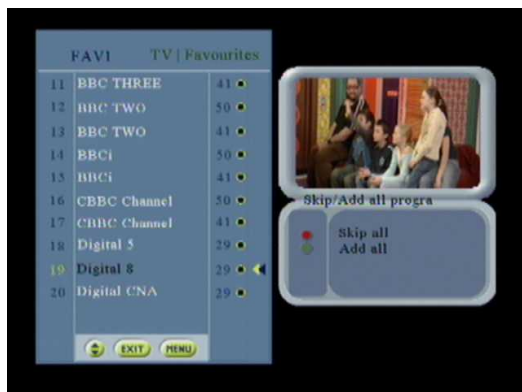 FAV1 TV | Favourites
11 BBC THREE 41
12 BBC TWO 50
13 BBC TWO 41
14 BBCi 50
15 BBCi 41
16 CBBC Channel 50
17 CBBC Channel 41
18 Digital 5 29
19 Digital 8 29
20 Digital CNA 29
EXIT MENU
Skip/Add all progra
Skip all
Add all